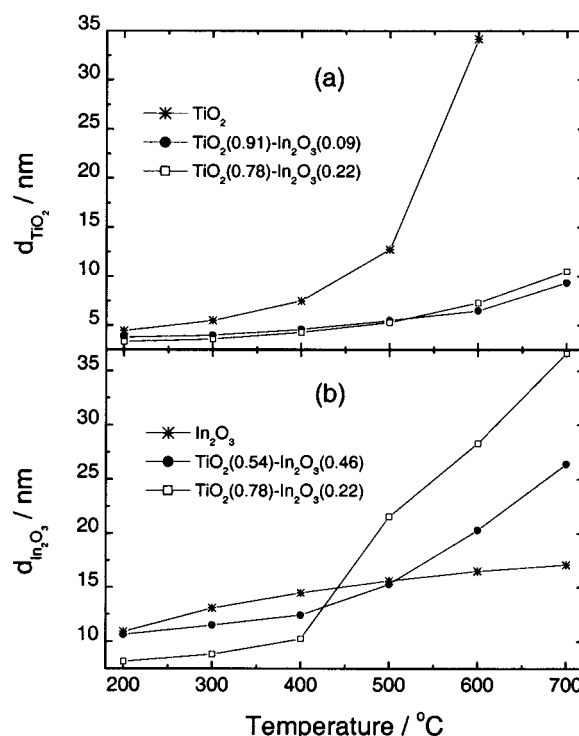 35
30
25
20
15
10
5
d_TiO₂ / nm
(a)
TiO₂
TiO₂(0.91)-In₂O₃(0.09)
TiO₂(0.78)-In₂O₃(0.22)
35
30
25
20
15
10
d_In₂O₃ / nm
(b)
In₂O₃
TiO₂(0.54)-In₂O₃(0.46)
TiO₂(0.78)-In₂O₃(0.22)
200 300 400 500 600 700
Temperature / °C